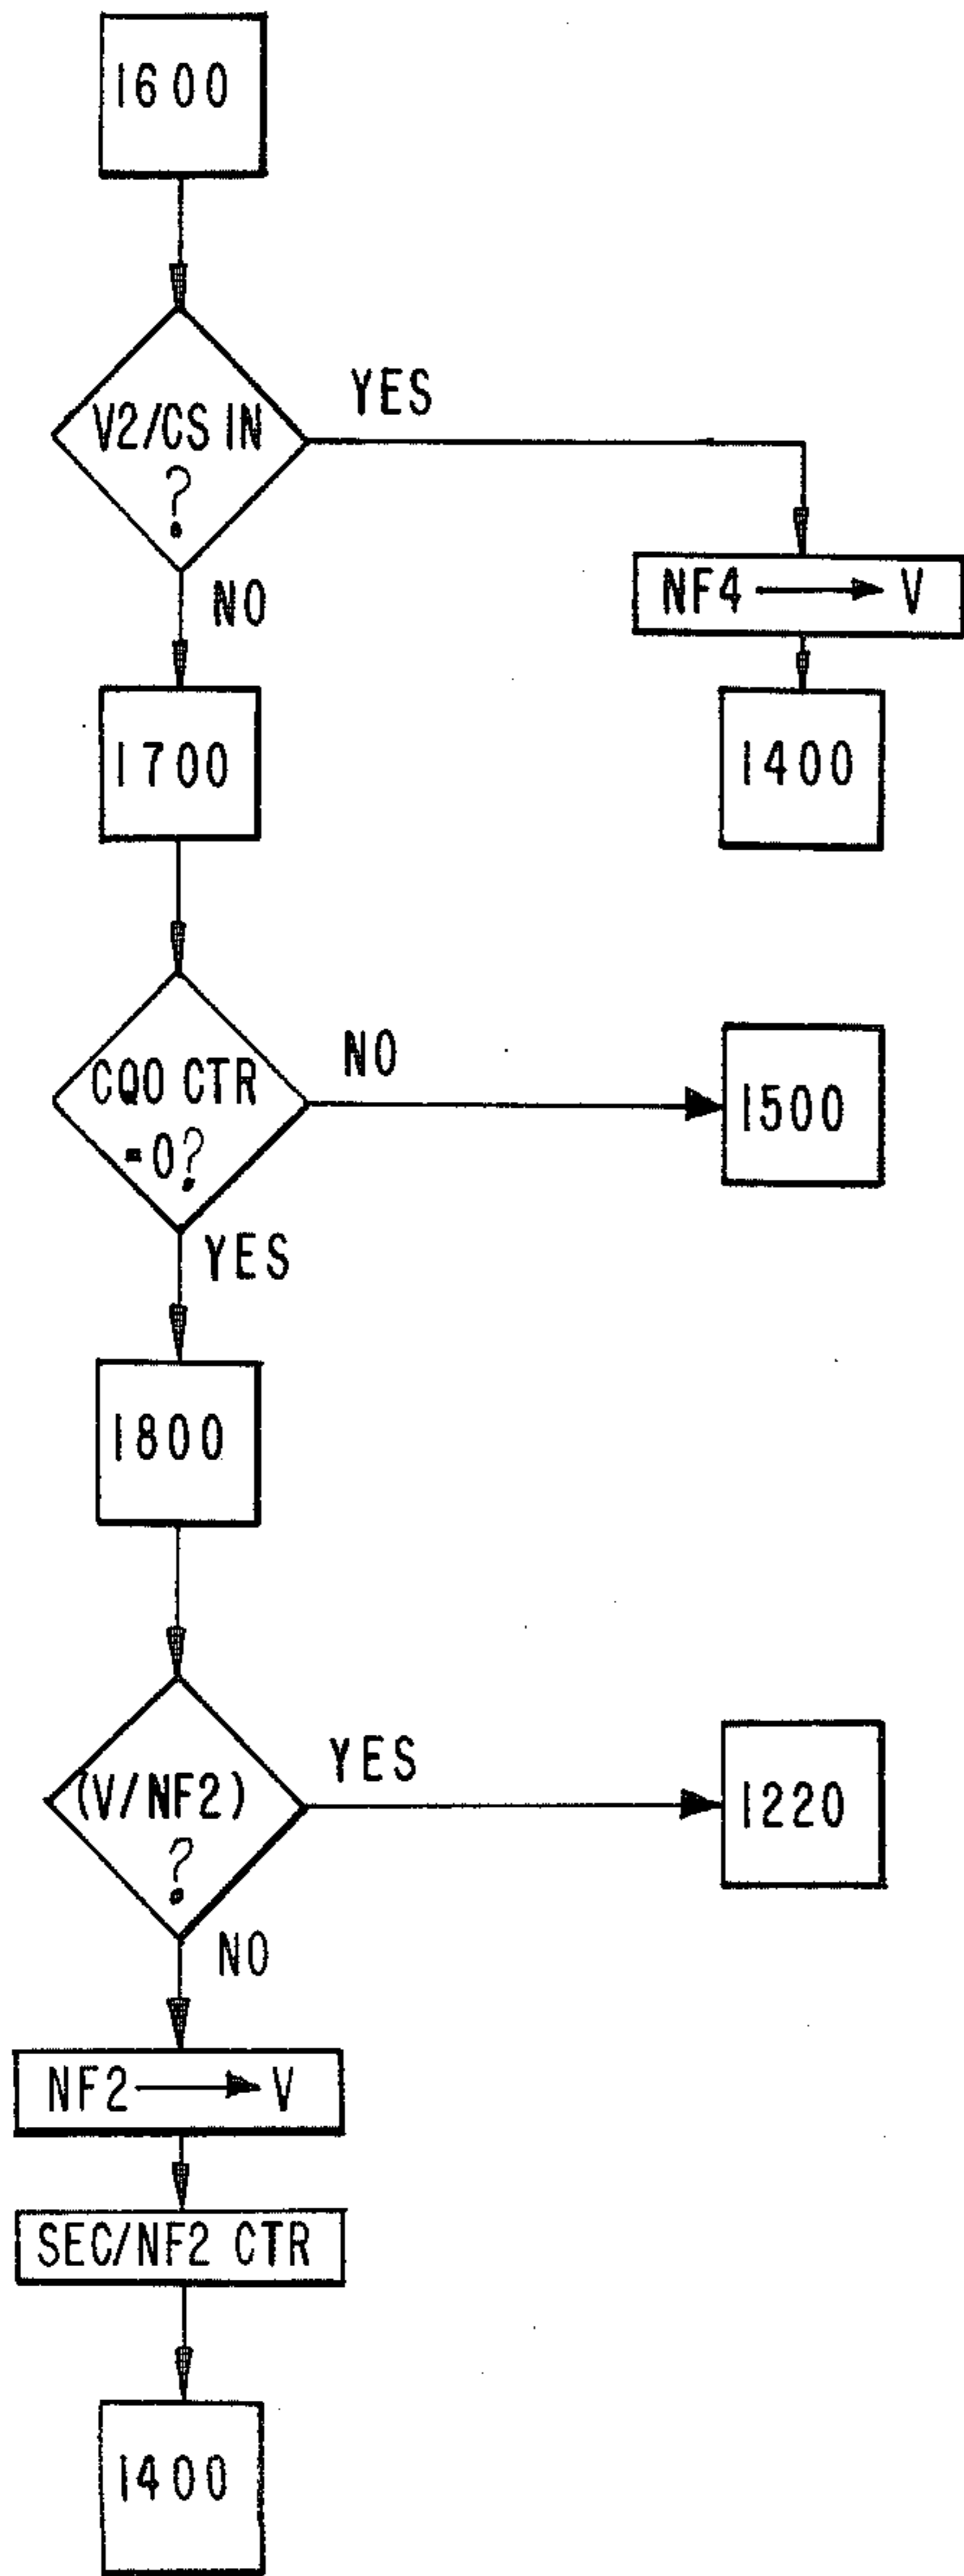 1600
V2/CS IN
?
YES
NO
NF4 → V
1700
1400
CQ0 CTR
=0?
NO
1500
YES
1800
(V/NF2)
?
YES
1220
NO
NF2 → V
SEC/NF2 CTR
1400